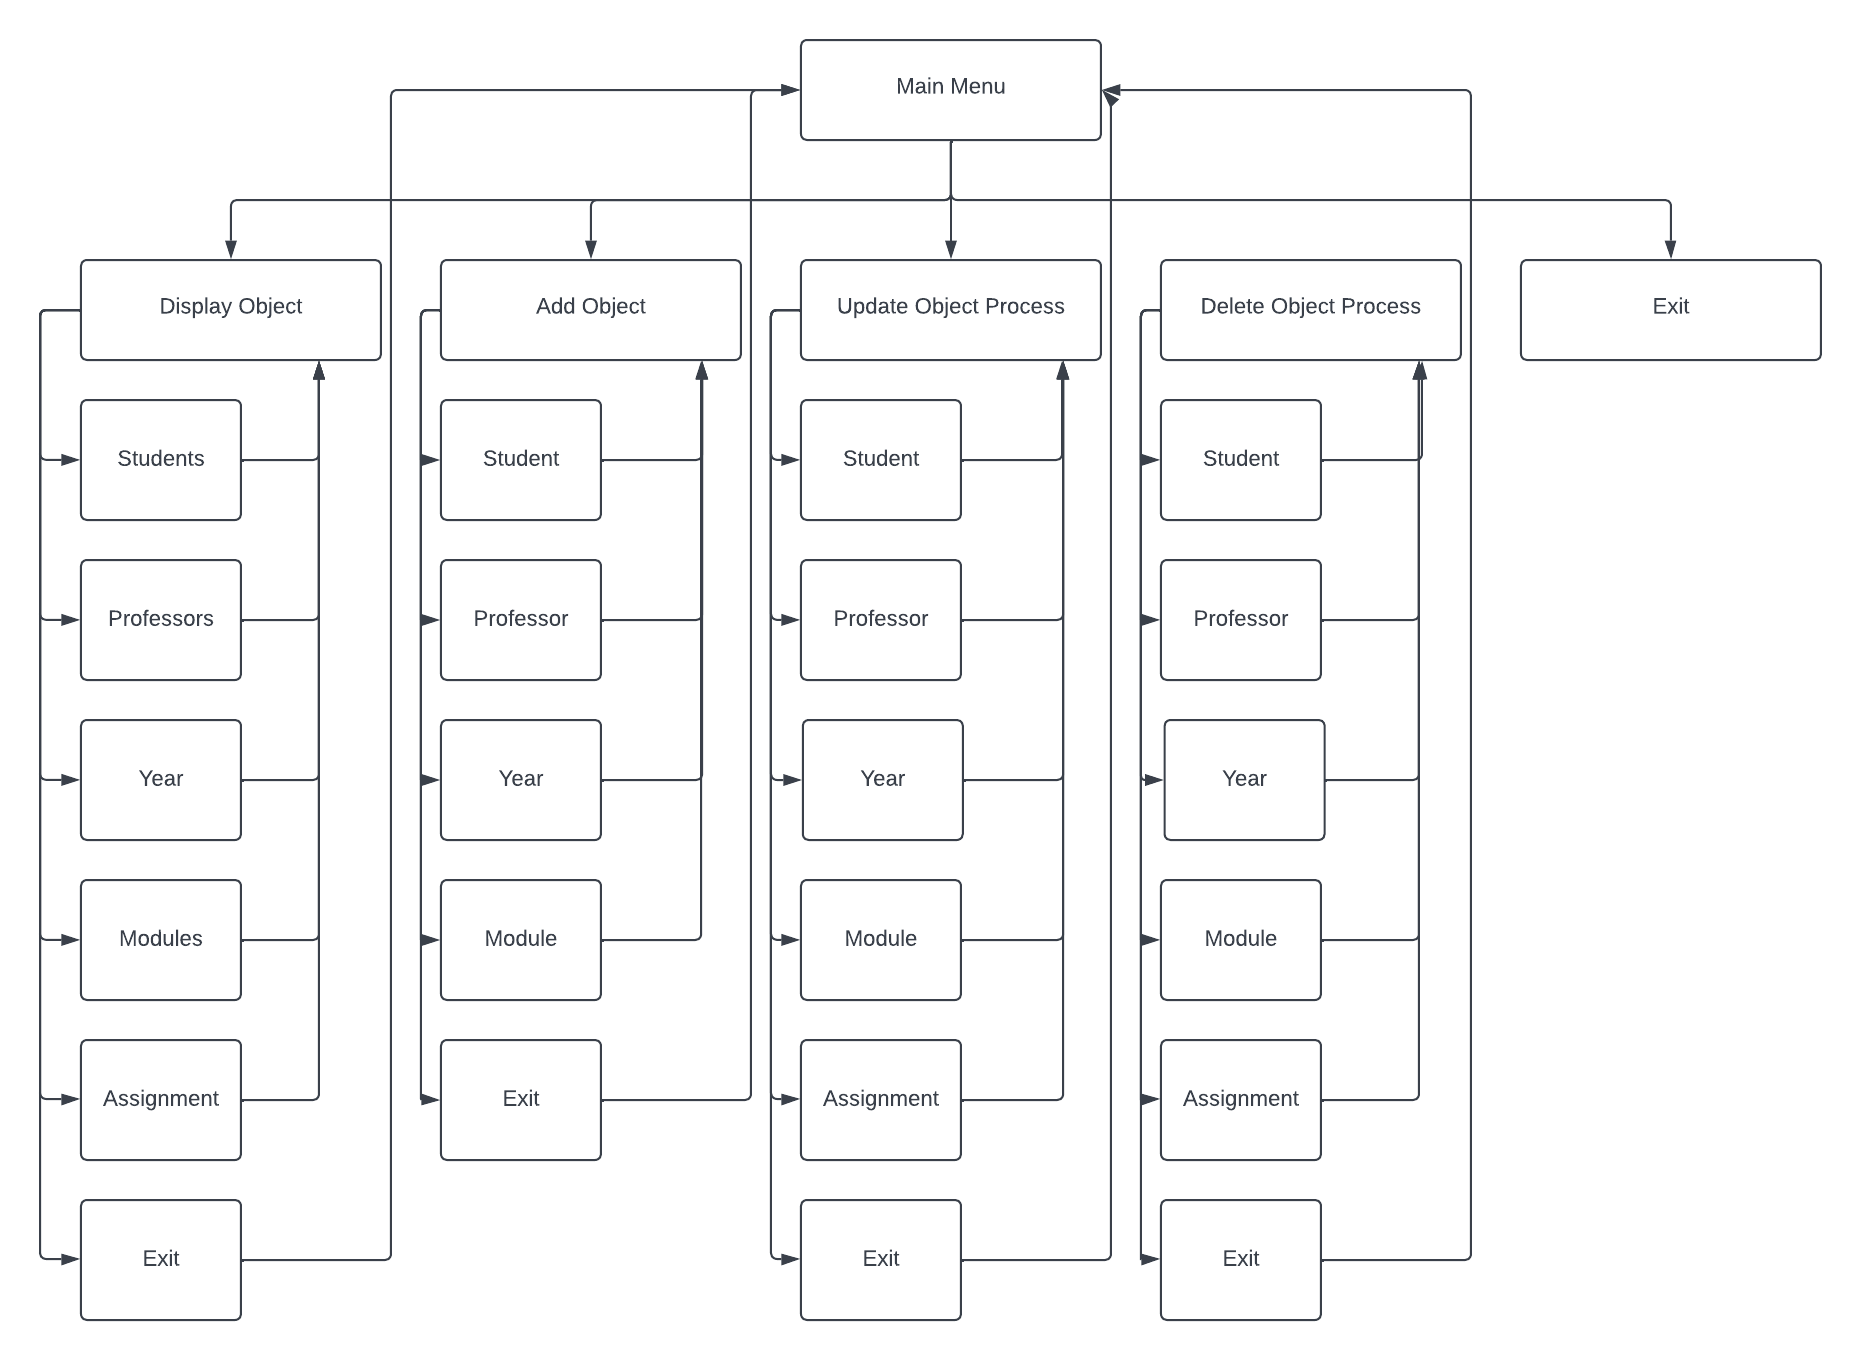 Main Menu
Display Object
Add Object
Update Object Process
Delete Object Process
Exit
Students
Student
Student
Student
Professors
Professor
Professor
Professor
Year
Year
Year
Year
Modules
Module
Module
Module
Assignment
Exit
Assignment
Assignment
Exit
Exit
Exit